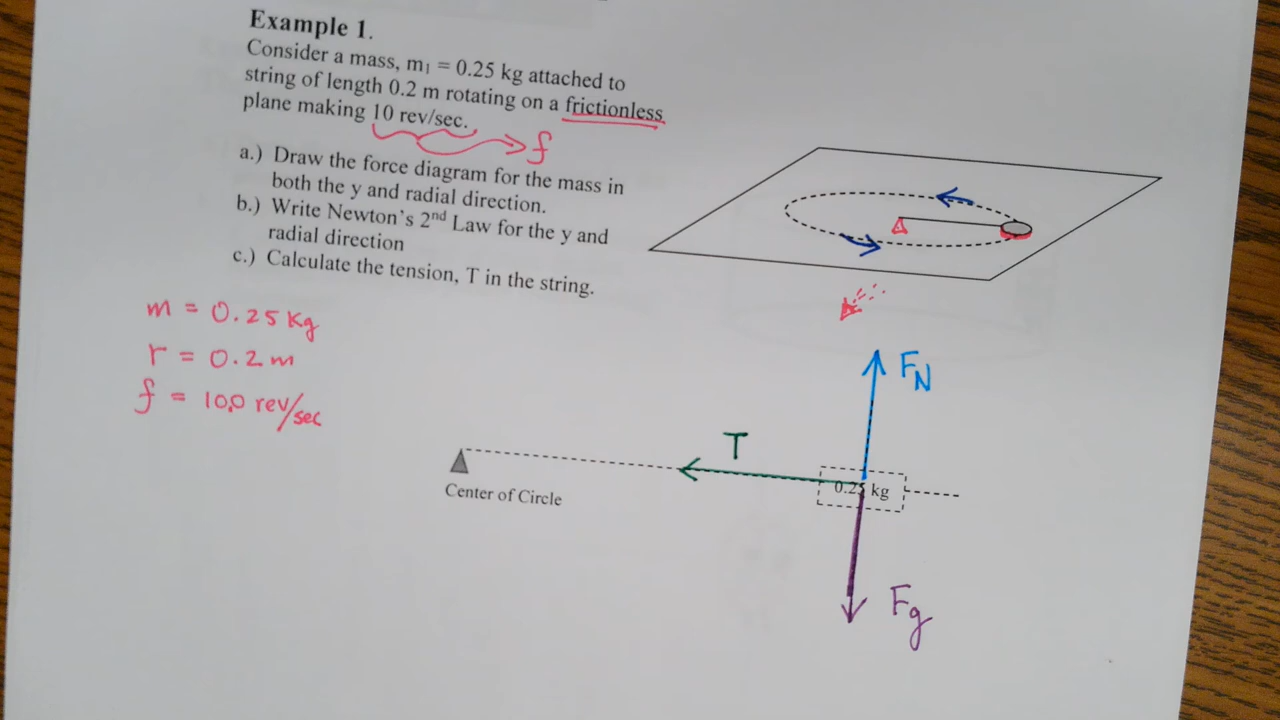 Example 1.
Consider a mass, m₁ = 0.25 kg attached to
string of length 0.2 m rotating on a frictionless
plane making 10 rev/sec.
f
a.) Draw the force diagram for the mass in
both the y and radial direction.
b.) Write Newton's 2nd Law for the y and
radial direction
c.) Calculate the tension, T in the string.
m = 0.25 Kg
r = 0.2 m
f = 10.0 rev/sec
FN
T
0.25 kg
Center of Circle
Fg